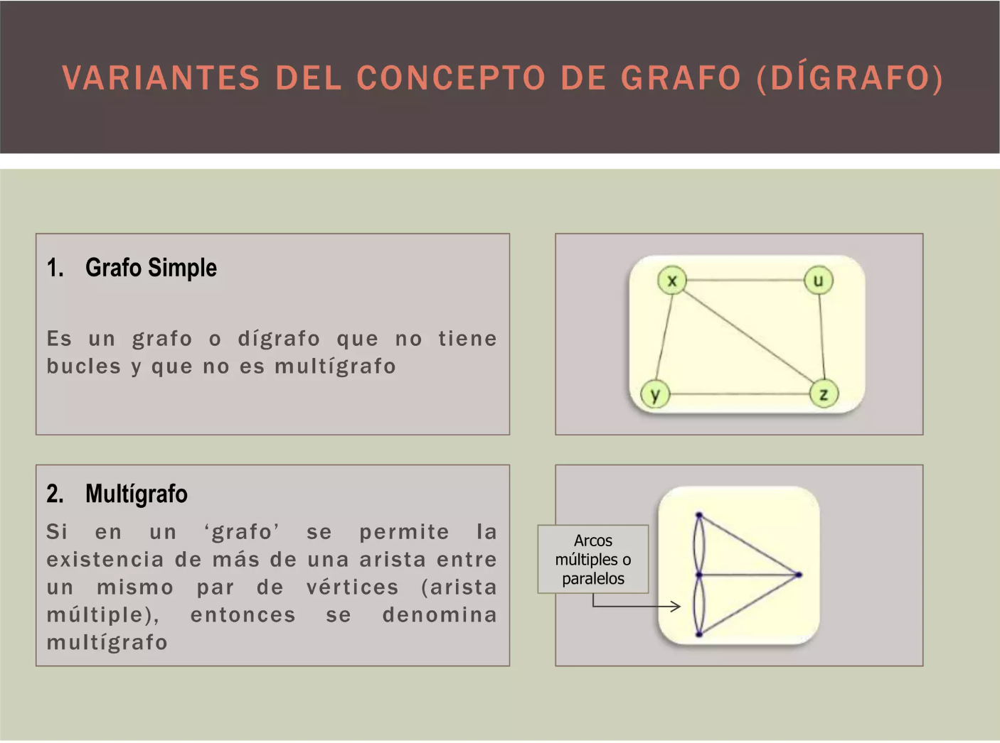 VARIANTES DEL CONCEPTO DE GRAFO (DÍGRAFO)
1. Grafo Simple
Es un grafo o dígrafo que no tiene
bucles y que no es multígrafo
x
u
y
z
2. Multígrafo
Si en un ‘grafo’ se permite la
existencia de más de una arista entre
un mismo par de vértices (arista
múltiple), entonces se denomina
multígrafo
Arcos
múltiples o
paralelos